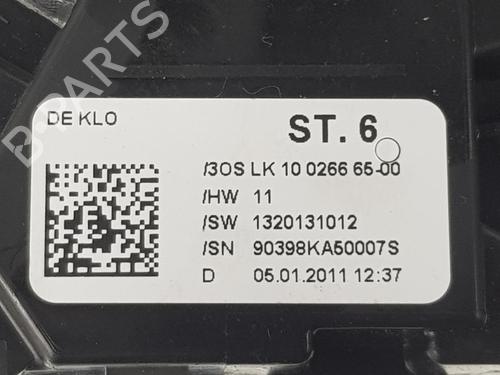 DE KLO
ST. 6
/3OS LK 10 0266 65-00
/HW 11
/SW 1320131012
/SN 90398KA50007S
D 05.01.2011 12:37
B-PARTS